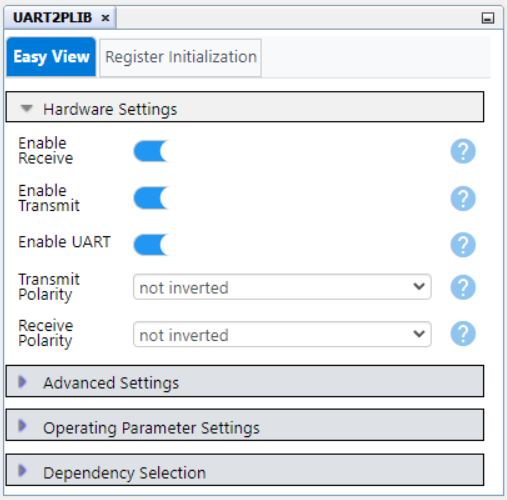 UART2PLIB ×
Easy View Register Initialization
Hardware Settings
Enable
Receive
?
Enable
Transmit
?
Enable UART
?
Transmit
Polarity
not inverted
?
Receive
Polarity
not inverted
?
Advanced Settings
Operating Parameter Settings
Dependency Selection